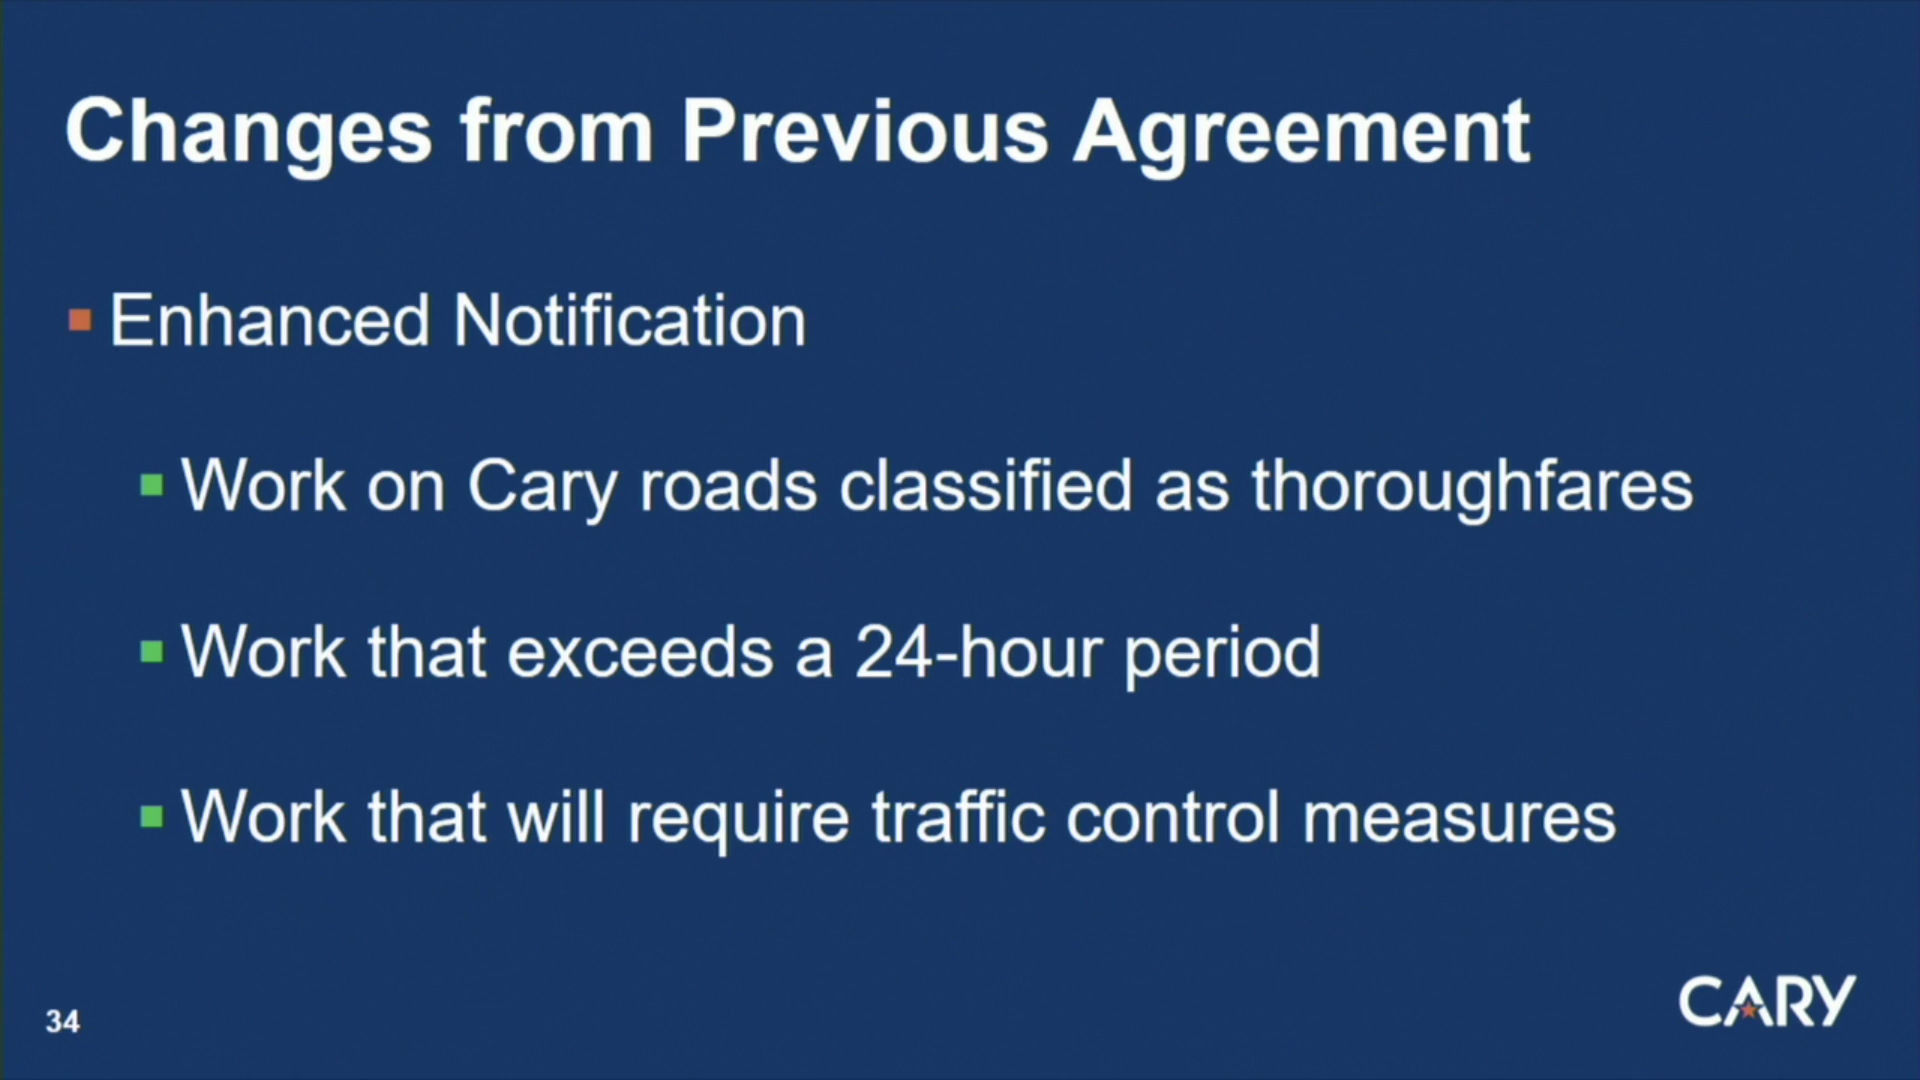 Changes from Previous Agreement
Enhanced Notification
Work on Cary roads classified as thoroughfares
Work that exceeds a 24-hour period
Work that will require traffic control measures
34
CARY